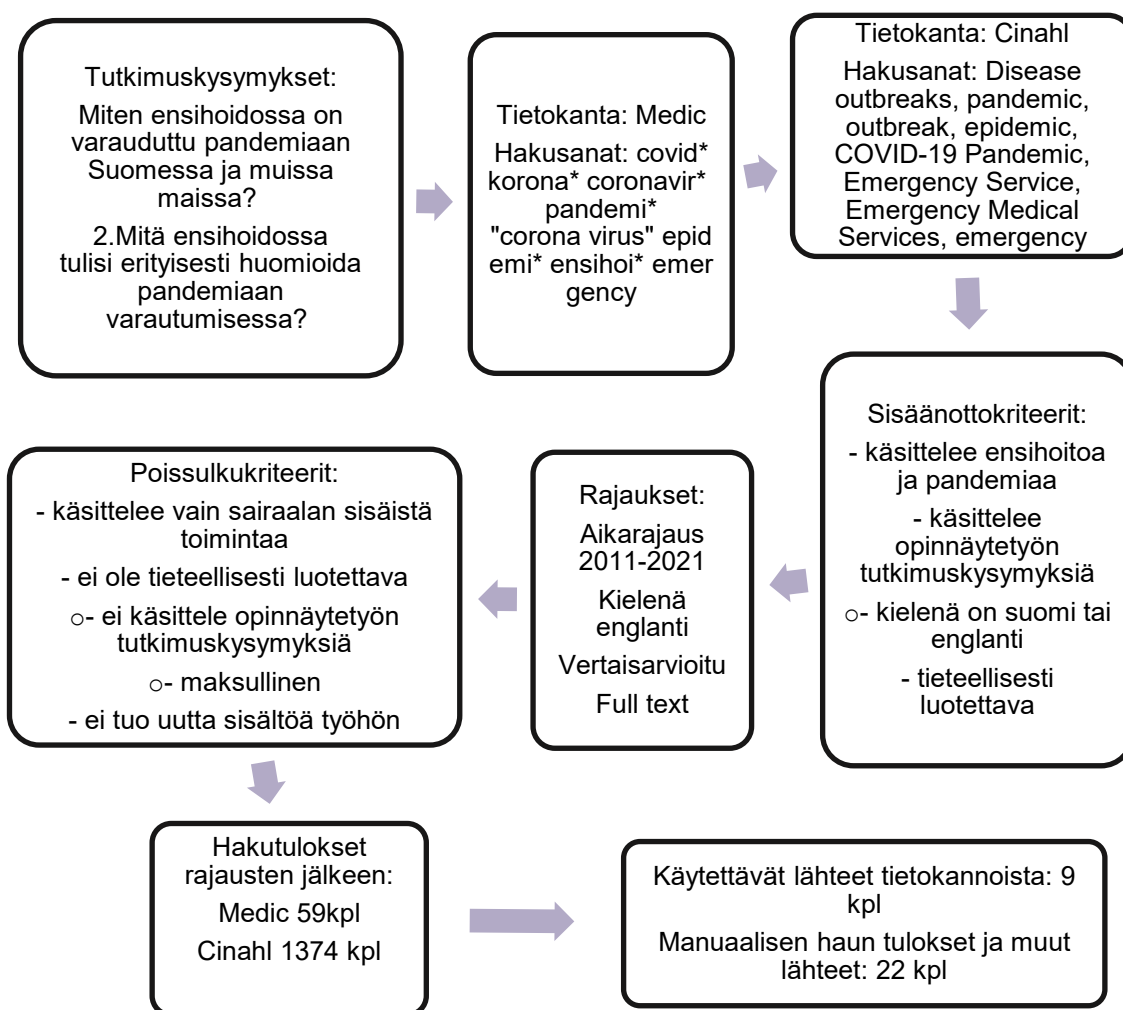 Tutkimuskysymykset:
Miten ensihoidossa on
varauduttu pandemiaan
Suomessa ja muissa
maissa?
2.Mitä ensihoidossa
tulisi erityisesti huomioida
pandemiaan
varautumisessa?
Tietokanta: Medic
Hakusanat: covid*
korona* coronavir*
pandemi*
"corona virus" epid
emi* ensihoi* emer
gency
Tietokanta: Cinahl
Hakusanat: Disease
outbreaks, pandemic,
outbreak, epidemic,
COVID-19 Pandemic,
Emergency Service,
Emergency Medical
Services, emergency
Sisäänottokriteerit:
- käsittelee ensihoitoa
ja pandemiaa
- käsittelee
opinnäytetyön
tutkimuskysymyksiä
○- kielenä on suomi tai
englanti
- tieteellisesti
luotettava
Rajaukset:
Aikarajaus
2011-2021
Kielenä
englanti
Vertaisarvioitu
Full text
Poissulkukriteerit:
- käsittelee vain sairaalan sisäistä
toimintaa
- ei ole tieteellisesti luotettava
○- ei käsittele opinnäytetyön
tutkimuskysymyksiä
○- maksullinen
- ei tuo uutta sisältöä työhön
Hakutulokset
rajausten jälkeen:
Medic 59kpl
Cinahl 1374 kpl
Käytettävät lähteet tietokannoista: 9
kpl
Manuaalisen haun tulokset ja muut
lähteet: 22 kpl